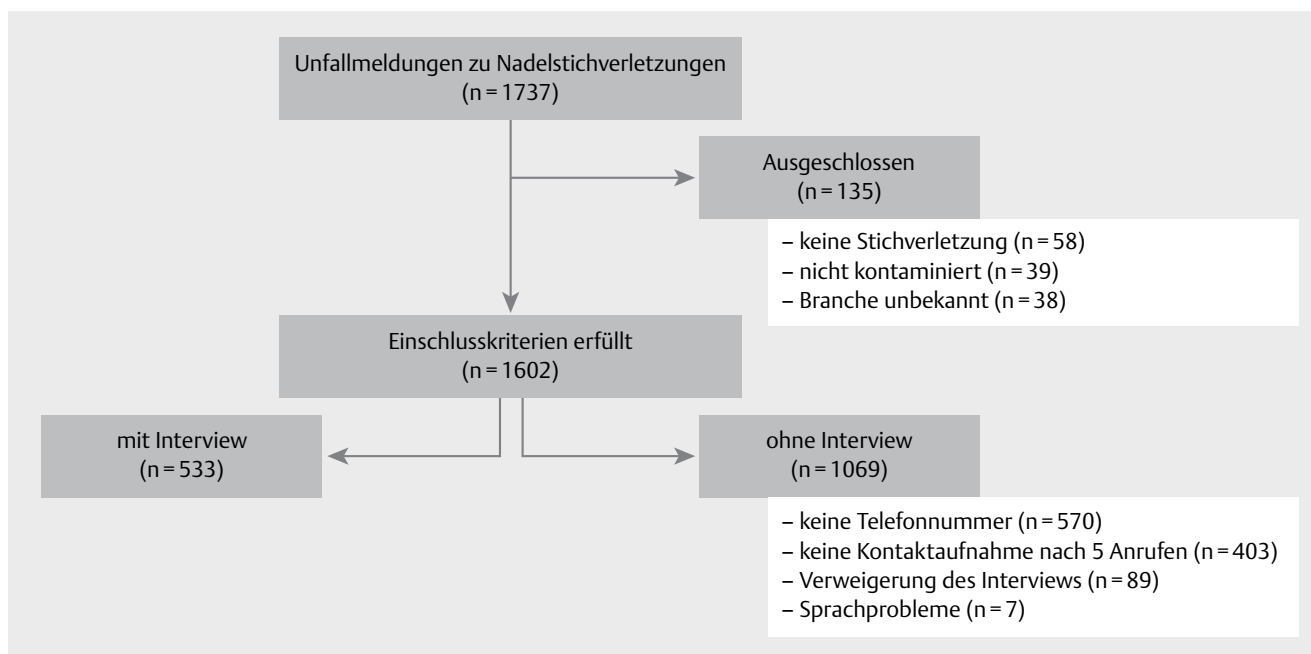 Unfallmeldungen zu Nadelstichverletzungen
(n = 1737)
Ausgeschlossen
(n = 135)
– keine Stichverletzung (n = 58)
– nicht kontaminiert (n = 39)
– Branche unbekannt (n = 38)
Einschlusskriterien erfüllt
(n = 1602)
mit Interview
(n = 533)
ohne Interview
(n = 1069)
– keine Telefonnummer (n = 570)
– keine Kontaktaufnahme nach 5 Anrufen (n = 403)
– Verweigerung des Interviews (n = 89)
– Sprachprobleme (n = 7)